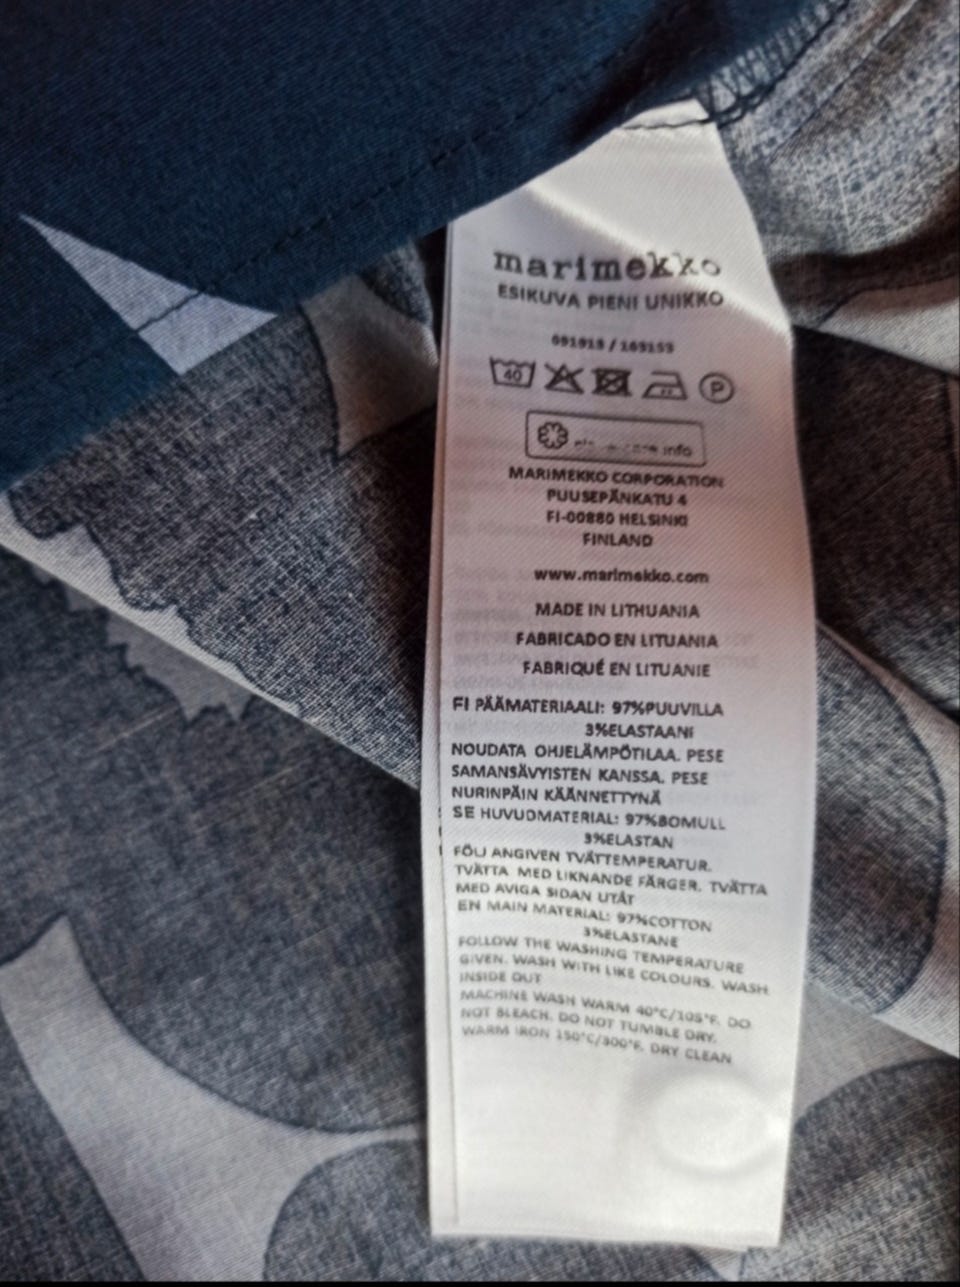 marimekko
ESIKUVA PIENI UNIKKO
091913 / 169153
40
P
info
MARIMEKKO CORPORATION
PUUSEPÄNKATU 4
FI-00880 HELSINKI
FINLAND
www.marimekko.com
MADE IN LITHUANIA
FABRICADO EN LITUANIA
FABRIQUÉ EN LITUANIE
FI PÄÄMATERIAALI: 97%PUUVILLA
3%ELASTAANI
NOUDATA OHJELÄMPÖTILAA. PESE
SAMANSÄVYISTEN KANSSA. PESE
NURINPÄIN KÄÄNNETTYNÄ
SE HUVUDMATERIAL: 97%BOMULL
3%ELASTAN
FÖLJ ANGIVEN TVÄTTEMPERATUR.
TVÄTTA MED LIKNANDE FÄRGER. TVÄTTA
MED AVIGA SIDAN UTÅT
EN MAIN MATERIAL: 97%COTTON
3%ELASTANE
FOLLOW THE WASHING TEMPERATURE
GIVEN. WASH WITH LIKE COLOURS. WASH
INSIDE OUT
MACHINE WASH WARM 40°C/105°F. DO
NOT BLEACH. DO NOT TUMBLE DRY.
WARM IRON 150°C/300°F. DRY CLEAN